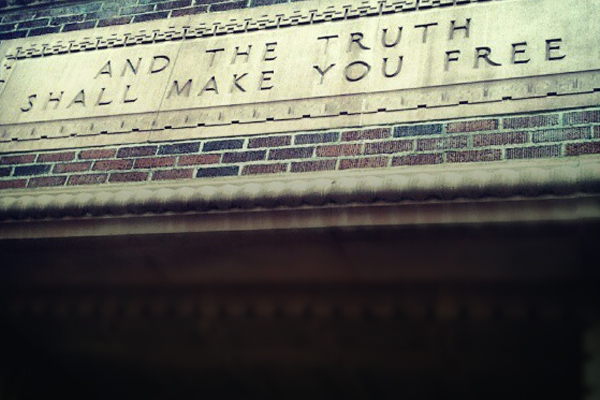 AND THE TRUTH
SHALL MAKE YOU FREE